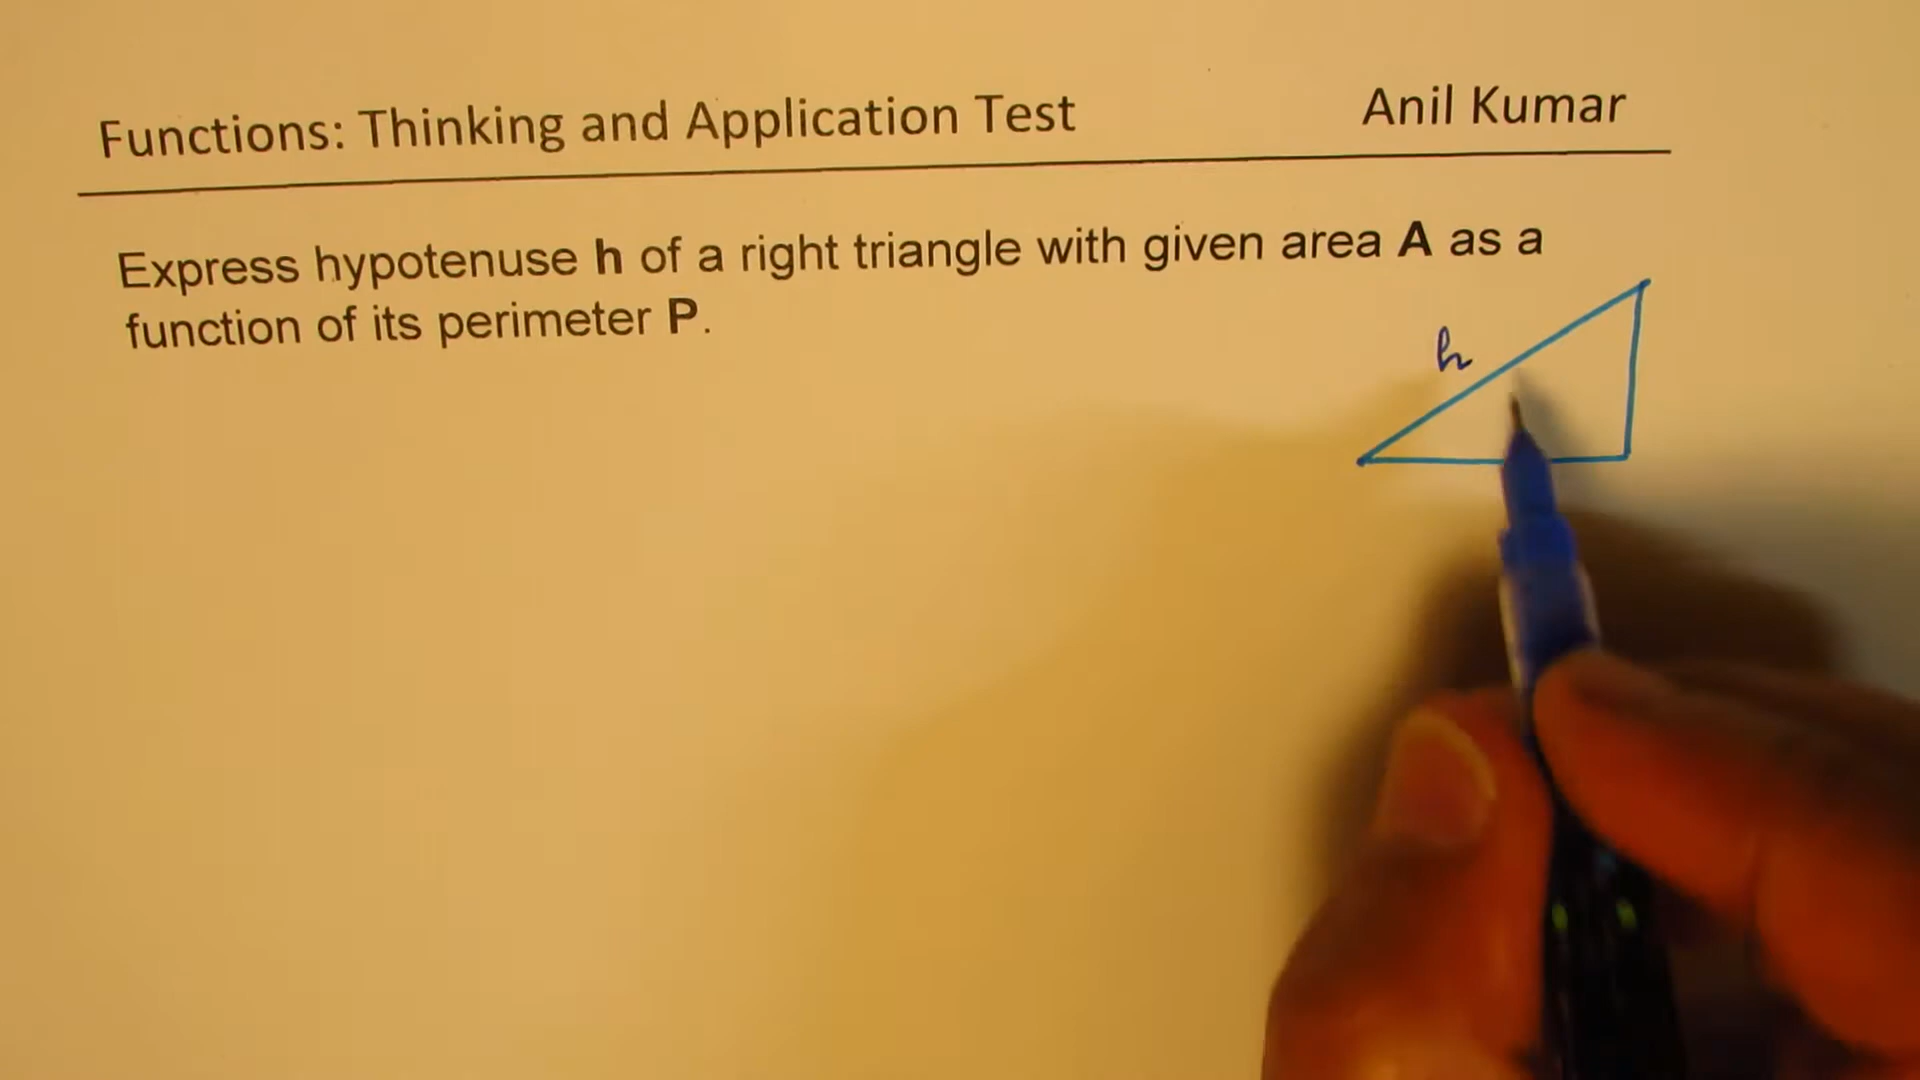 Functions: Thinking and Application Test Anil Kumar
Express hypotenuse h of a right triangle with given area A as a
function of its perimeter P.
h